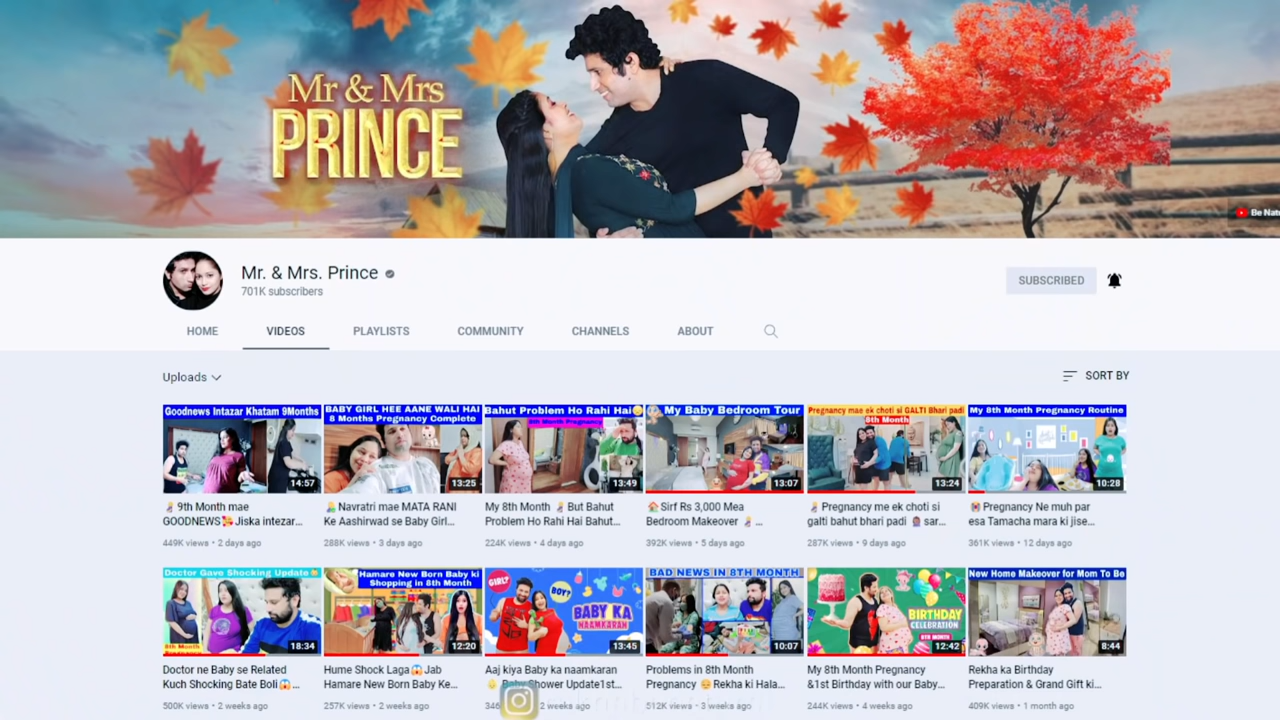 Mr & Mrs
PRINCE
Be Natu
Mr. & Mrs. Prince
701K subscribers
SUBSCRIBED
HOME VIDEOS PLAYLISTS COMMUNITY CHANNELS ABOUT
Uploads
SORT BY
Goodnews Intazar Khatam 9Months
14:57
9th Month mae
GOODNEWS Jiska intezar...
449K views • 2 days ago
BABY GIRL HEE AANE WALI HAI
8 Months Pregnancy Complete
13:25
Navratri mae MATA RANI
Ke Aashirwad se Baby Girl...
288K views • 3 days ago
Bahut Problem Ho Rahi Hai
8th Month Pregnancy
13:49
My 8th Month But Bahut
Problem Ho Rahi Hai Bahut...
224K views • 4 days ago
My Baby Bedroom Tour
13:07
Sirf Rs 3,000 Mea
Bedroom Makeover ...
392K views • 5 days ago
Pregnancy mae ek choti si GALTI Bhari padi
8th Month
13:24
Pregnancy me ek choti si
galti bahut bhari padi sar...
287K views • 9 days ago
My 8th Month Pregnancy Routine
10:28
Pregnancy Ne muh par
esa Tamacha mara ki jise...
361K views • 12 days ago
Doctor Gave Shocking Update
8th Month
18:34
Doctor ne Baby se Related
Kuch Shocking Bate Boli...
500K views • 2 weeks ago
Hamare New Born Baby ki
Shopping in 8th Month
12:20
Hume Shock Laga Jab
Hamare New Born Baby Ke...
257K views • 2 weeks ago
GIRL?
BOY?
BABY KA
NAAMKARAN
13:45
Aaj kiya Baby ka naamkaran
Baby Shower Update1st...
2 weeks ago
BAD NEWS IN 8TH MONTH
10:07
Problems in 8th Month
Pregnancy Rekha ki Hala...
512K views • 3 weeks ago
BIRTHDAY
CELEBRATION
8TH MONTH
12:42
My 8th Month Pregnancy
&1st Birthday with our Baby...
244K views • 4 weeks ago
New Home Makeover for Mom To Be
8:44
Rekha ka Birthday
Preparation & Grand Gift ki...
409K views • 1 month ago